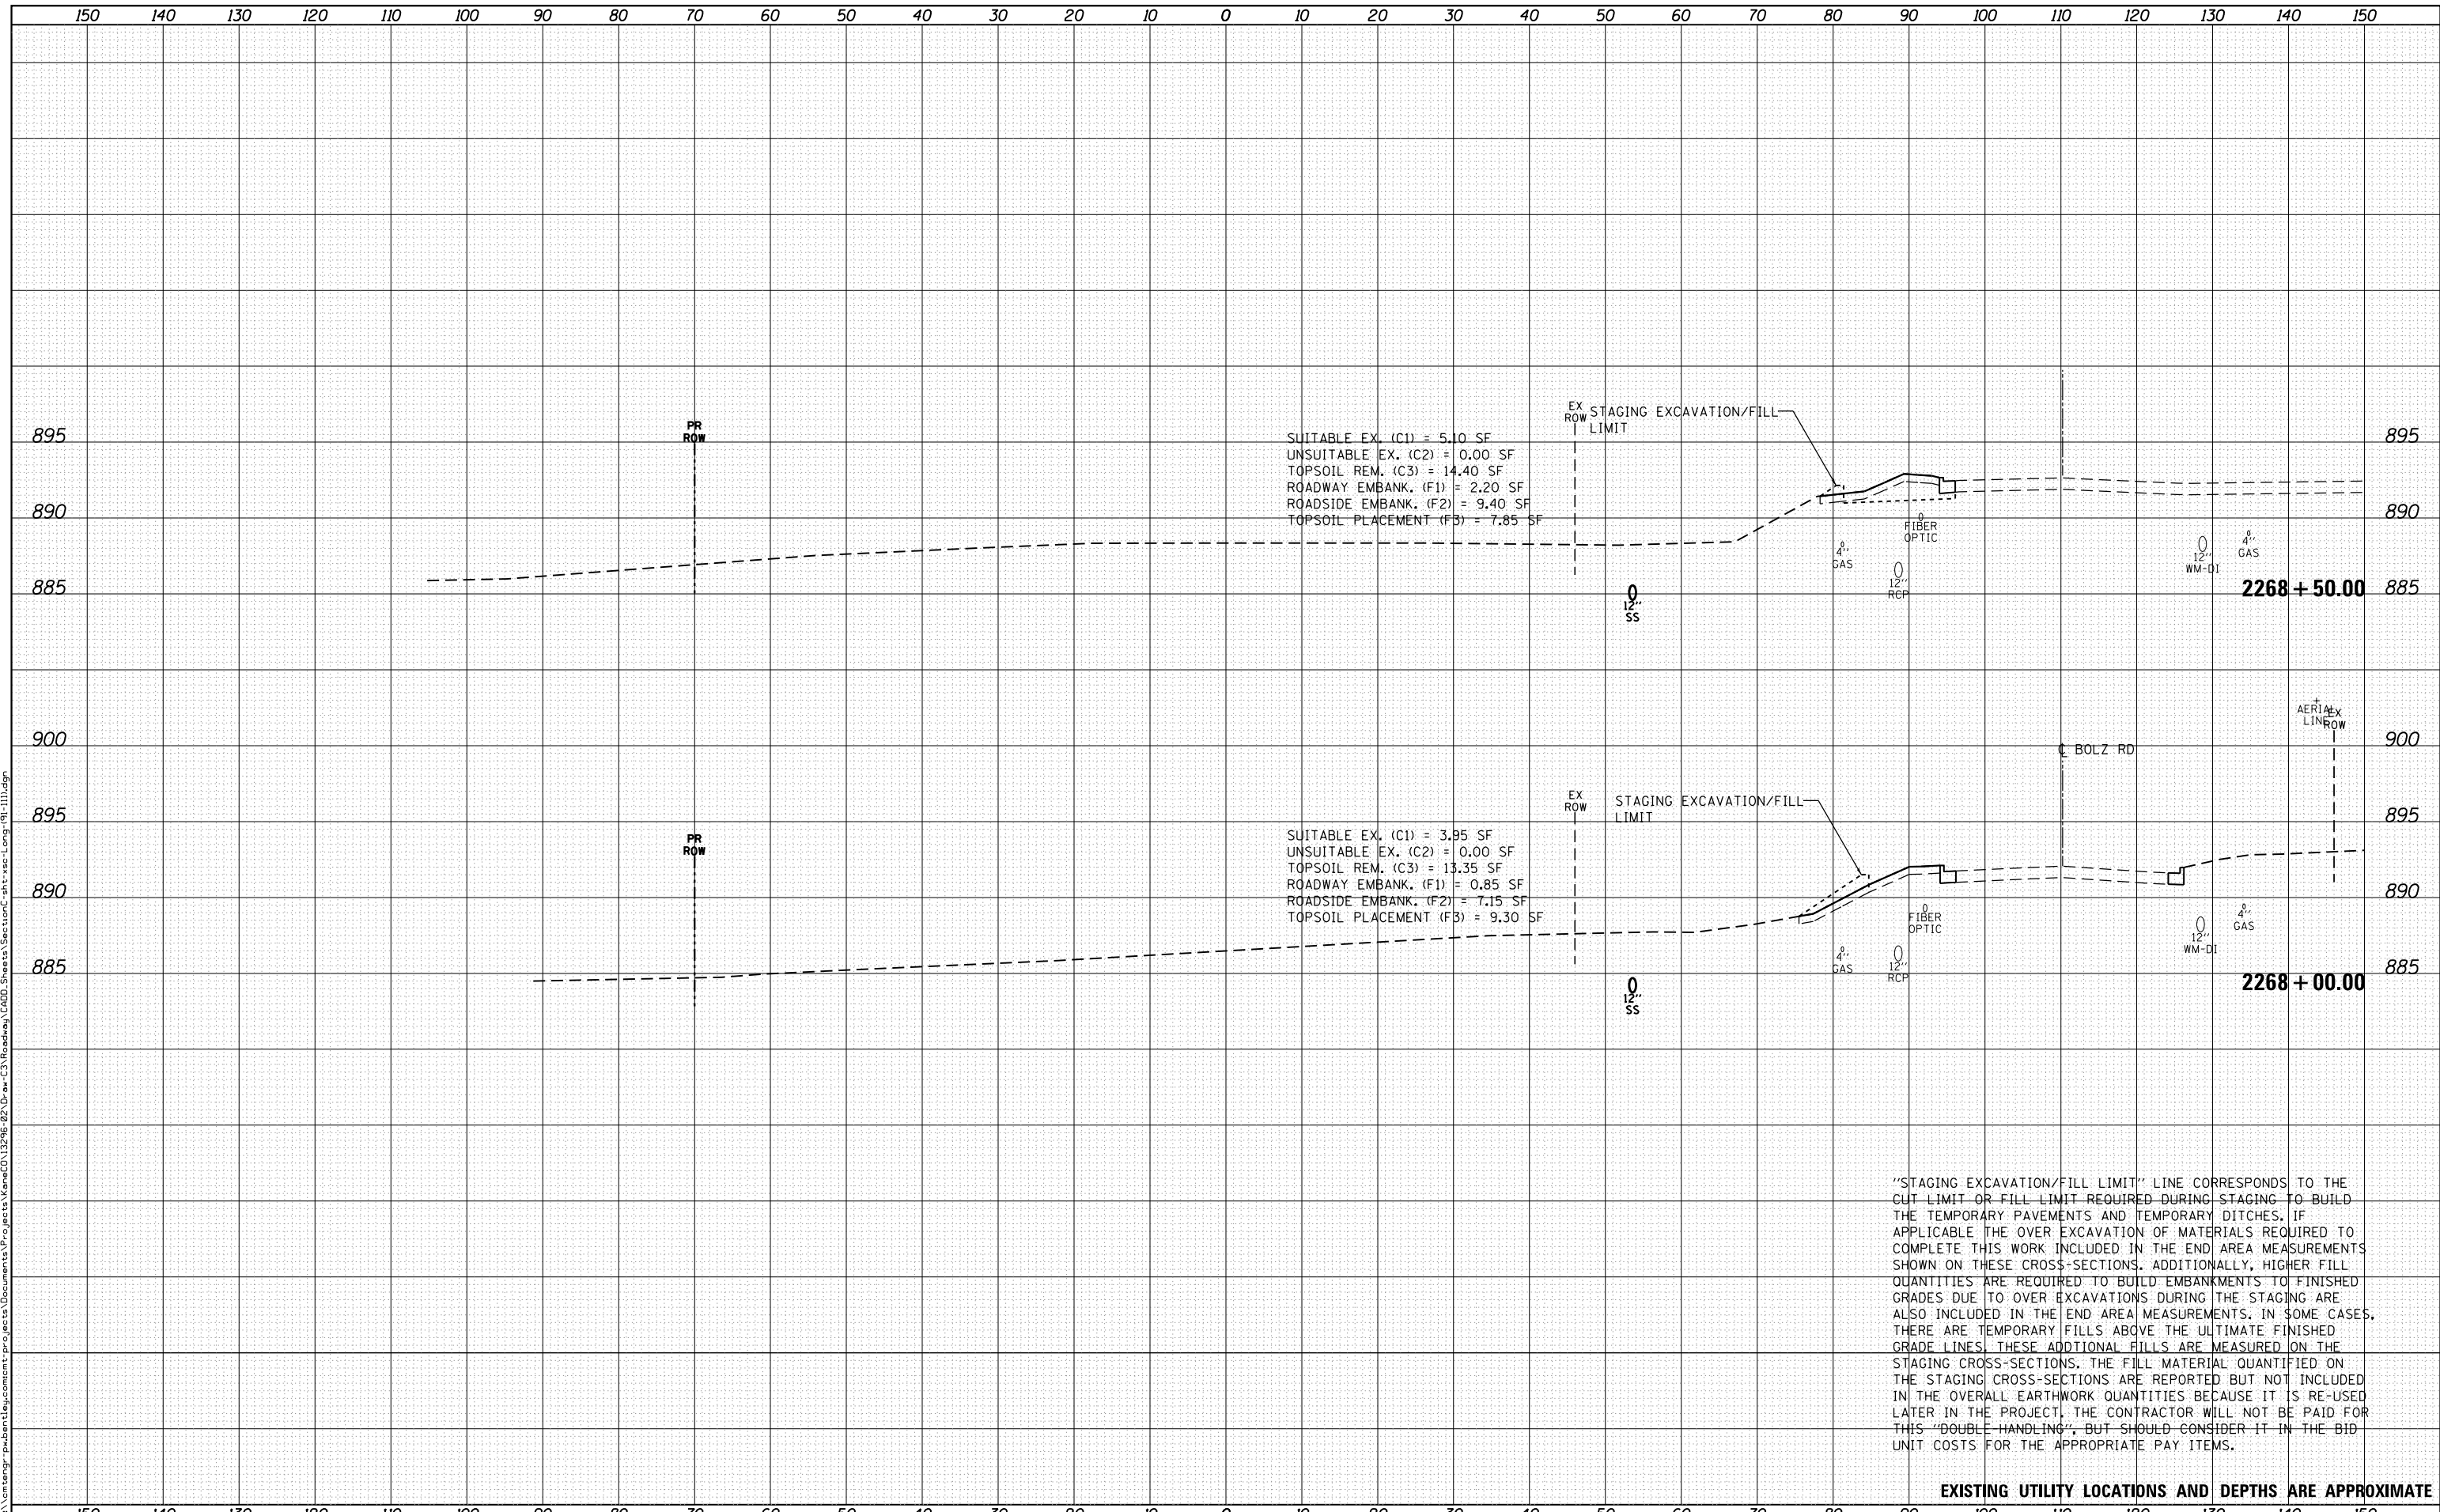 150 140 130 120 110 100 90 80 70 60 50 40 30 20 10 0 10 20 30 40 50 60 70 80 90 100 110 120 130 140 150
EX
ROW
STAGING EXCAVATION/FILL
LIMIT
PR
ROW
895
895
SUITABLE EX. (C1) = 5.10 SF
UNSUITABLE EX. (C2) = 0.00 SF
TOPSOIL REM. (C3) = 14.40 SF
ROADWAY EMBANK. (F1) = 2.20 SF
ROADSIDE EMBANK. (F2) = 9.40 SF
TOPSOIL PLACEMENT (F3) = 7.85 SF
890
890
FIBER
OPTIC
4"
GAS
12"
RCP
12"
WM-DI
4"
GAS
885
2268+50.00
885
12"
SS
AERIAL
LINE
EX
ROW
900
℄ BOLZ RD
900
EX
ROW
STAGING EXCAVATION/FILL
LIMIT
895
895
PR
ROW
SUITABLE EX. (C1) = 3.95 SF
UNSUITABLE EX. (C2) = 0.00 SF
TOPSOIL REM. (C3) = 13.35 SF
ROADWAY EMBANK. (F1) = 0.85 SF
ROADSIDE EMBANK. (F2) = 7.15 SF
TOPSOIL PLACEMENT (F3) = 9.30 SF
890
890
FIBER
OPTIC
4"
GAS
12"
RCP
12"
WM-DI
4"
GAS
885
885
2268+00.00
12"
SS
"STAGING EXCAVATION/FILL LIMIT" LINE CORRESPONDS TO THE
CUT LIMIT OR FILL LIMIT REQUIRED DURING STAGING TO BUILD
THE TEMPORARY PAVEMENTS AND TEMPORARY DITCHES. IF
APPLICABLE THE OVER EXCAVATION OF MATERIALS REQUIRED TO
COMPLETE THIS WORK INCLUDED IN THE END AREA MEASUREMENTS
SHOWN ON THESE CROSS-SECTIONS. ADDITIONALLY, HIGHER FILL
QUANTITIES ARE REQUIRED TO BUILD EMBANKMENTS TO FINISHED
GRADES DUE TO OVER EXCAVATIONS DURING THE STAGING ARE
ALSO INCLUDED IN THE END AREA MEASUREMENTS. IN SOME CASES,
THERE ARE TEMPORARY FILLS ABOVE THE ULTIMATE FINISHED
GRADE LINES. THESE ADDTIONAL FILLS ARE MEASURED ON THE
STAGING CROSS-SECTIONS. THE FILL MATERIAL QUANTIFIED ON
THE STAGING CROSS-SECTIONS ARE REPORTED BUT NOT INCLUDED
IN THE OVERALL EARTHWORK QUANTITIES BECAUSE IT IS RE-USED
LATER IN THE PROJECT. THE CONTRACTOR WILL NOT BE PAID FOR
THIS "DOUBLE-HANDLING", BUT SHOULD CONSIDER IT IN THE BID
UNIT COSTS FOR THE APPROPRIATE PAY ITEMS.
EXISTING UTILITY LOCATIONS AND DEPTHS ARE APPROXIMATE